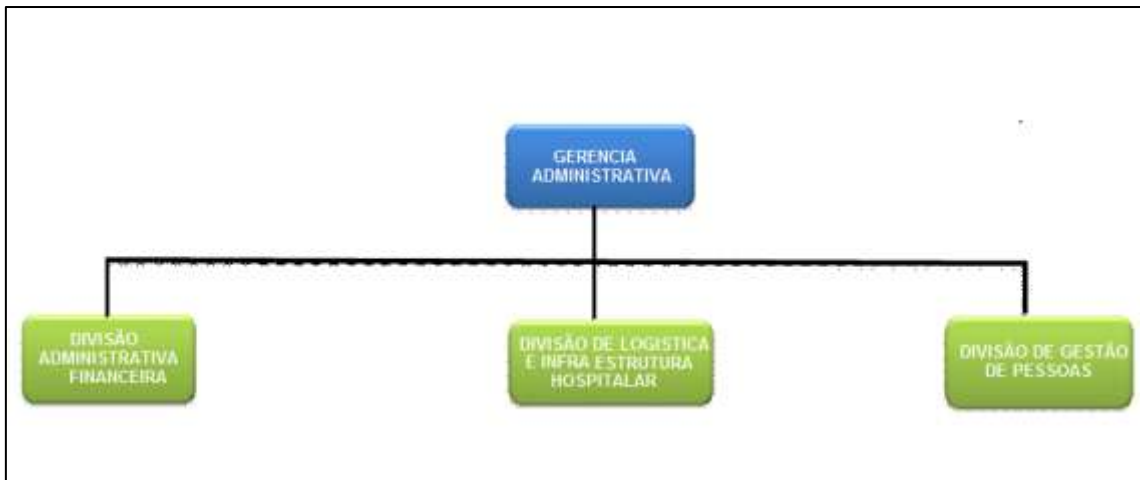 GERENCIA
ADMINISTRATIVA
DIVISÃO
ADMINISTRATIVA
FINANCEIRA
DIVISÃO DE LOGISTICA
E INFRA ESTRUTURA
HOSPITALAR
DIVISÃO DE GESTÃO
DE PESSOAS